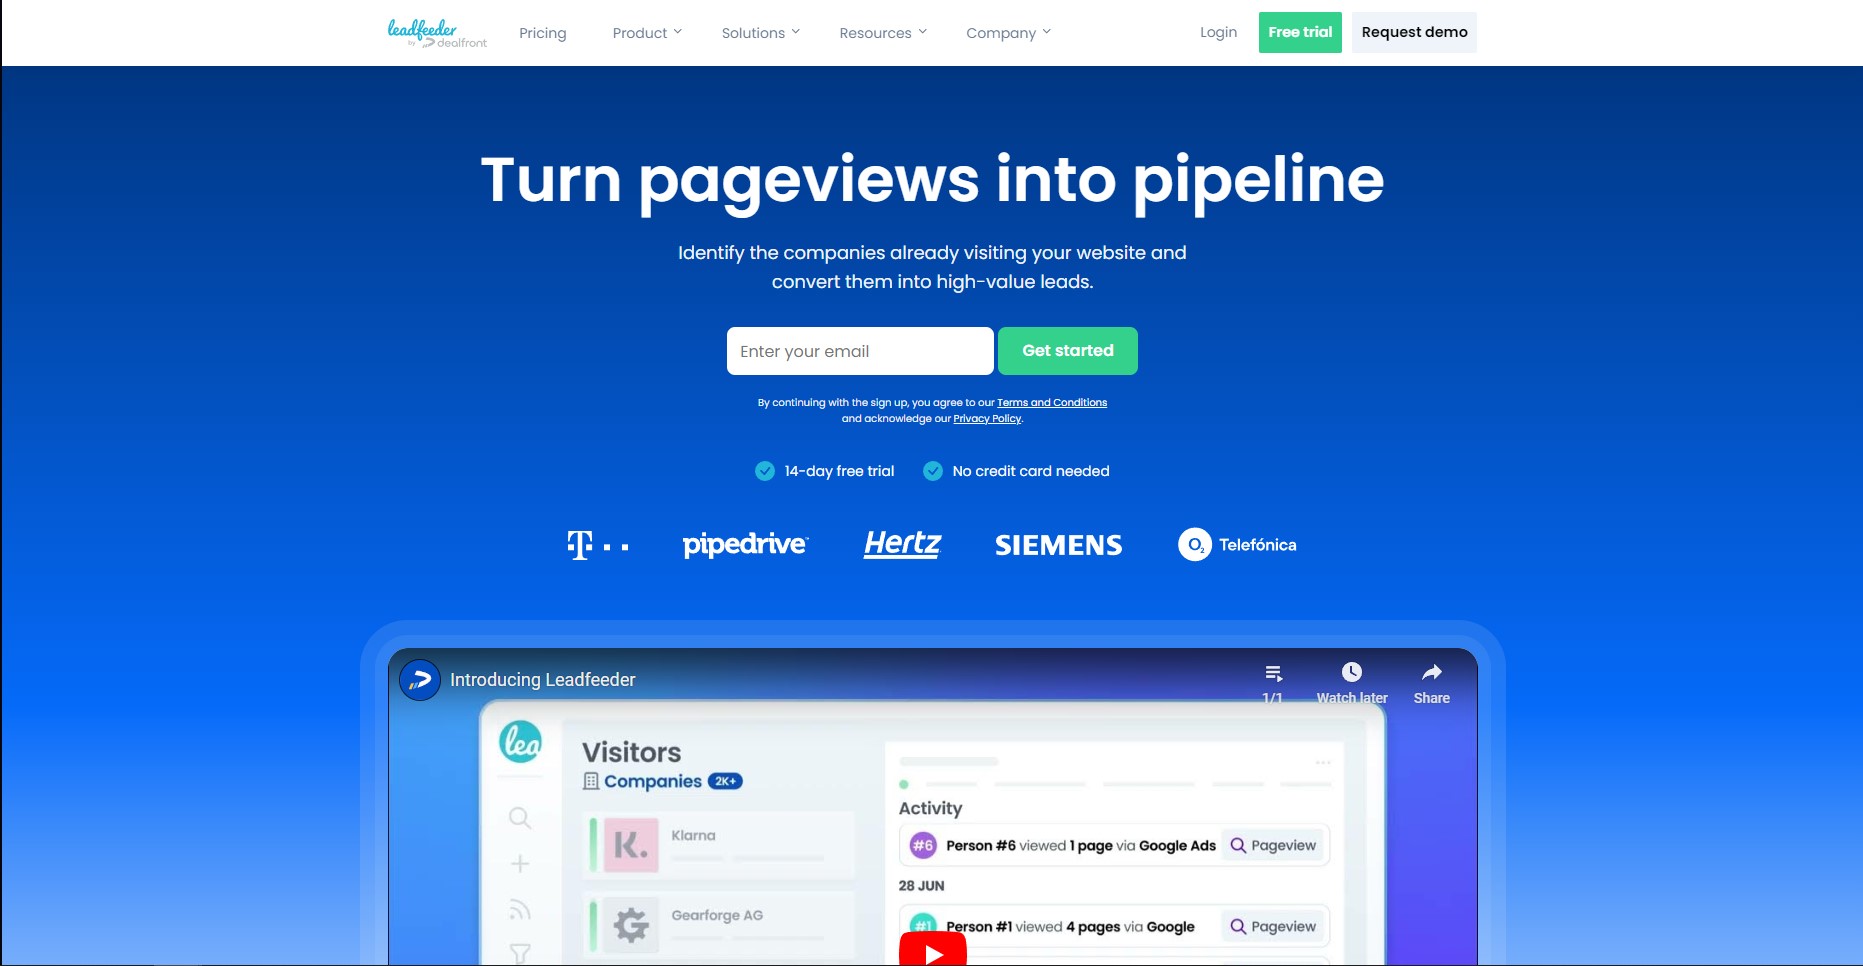 leadfeeder
by dealfront
Pricing
Product
Solutions
Resources
Company
Login
Free trial
Request demo
Turn pageviews into pipeline
Identify the companies already visiting your website and
convert them into high-value leads.
Enter your email
Get started
By continuing with the sign up, you agree to our Terms and Conditions
and acknowledge our Privacy Policy.
14-day free trial
No credit card needed
T
pipedrive™
Hertz
SIEMENS
O2 Telefónica
Introducing Leadfeeder
1/1
Watch later
Share
lea
Visitors
Companies 2K+
K.
Klarna
G
Gearforge AG
Activity
#6 Person #6 viewed 1 page via Google Ads
Pageview
28 JUN
#1 Person #1 viewed 4 pages via Google
Pageview